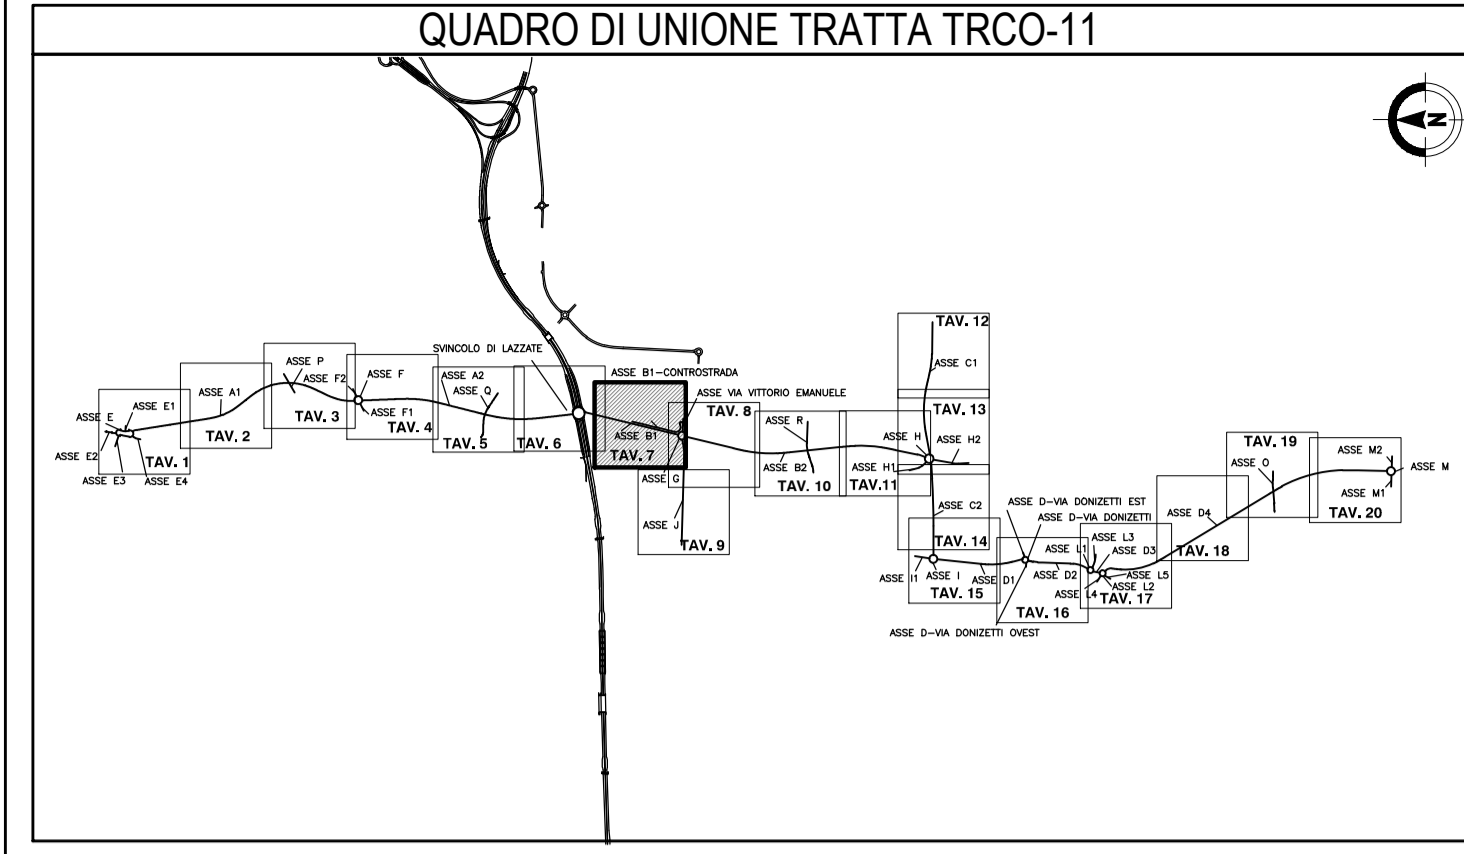 QUADRO DI UNIONE TRATTA TRCO-11
N
TAV. 12
SVINCOLO DI LAZZATE
ASSE P
ASSE B1-CONTROSTRADA
ASSE C1
ASSE F2
ASSE F
ASSE A2
ASSE VIA VITTORIO EMANUELE
ASSE A1
ASSE Q
TAV. 13
TAV. 8
ASSE E
ASSE E1
TAV. 3
ASSE F1
TAV. 4
ASSE R
ASSE B1
ASSE H
ASSE H2
TAV. 19
TAV. 2
TAV. 5
TAV. 6
TAV. 7
ASSE M2
ASSE E2
TAV. 1
ASSE B2
ASSE H1
ASSE O
ASSE M
ASSE E3
ASSE E4
ASSE G
TAV. 10
TAV.11
ASSE M1
ASSE C2
ASSE D-VIA DONIZETTI EST
TAV. 20
ASSE J
ASSE D-VIA DONIZETTI
ASSE D4
TAV. 9
TAV. 14
ASSE L3
ASSE L1
ASSE D3
TAV. 18
ASSE I1
ASSE I
ASSE D1
ASSE D2
ASSE L5
TAV. 15
ASSE L4
ASSE L2
TAV. 17
TAV. 16
ASSE D-VIA DONIZETTI OVEST